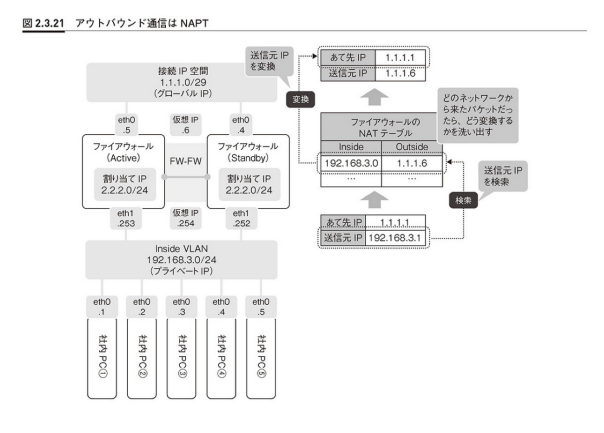 図 2.3.21 アウトバウンド通信は NAPT
接続 IP 空間
1.1.1.0/29
(グローバル IP)
eth0
.5
仮想 IP
.6
eth0
.4
ファイアウォール
(Active)
割り当て IP
2.2.2.0/24
FW-FW
ファイアウォール
(Standby)
割り当て IP
2.2.2.0/24
eth1
.253
仮想 IP
.254
eth1
.252
Inside VLAN
192.168.3.0/24
(プライベート IP)
eth0
.1
eth0
.2
eth0
.3
eth0
.4
eth0
.5
社内 PC①
社内 PC②
社内 PC③
社内 PC④
社内 PC⑤
送信元 IP
を変換
変換
あて先 IP 1.1.1.1
送信元 IP 1.1.1.6
どのネットワークか
ら来たパケットだっ
たら、どう変換する
かを洗い出す
ファイアウォールの
NAT テーブル
Inside Outside
192.168.3.0 1.1.1.6
… …
送信元 IP
を検索
検索
あて先 IP 1.1.1.1
送信元 IP 192.168.3.1